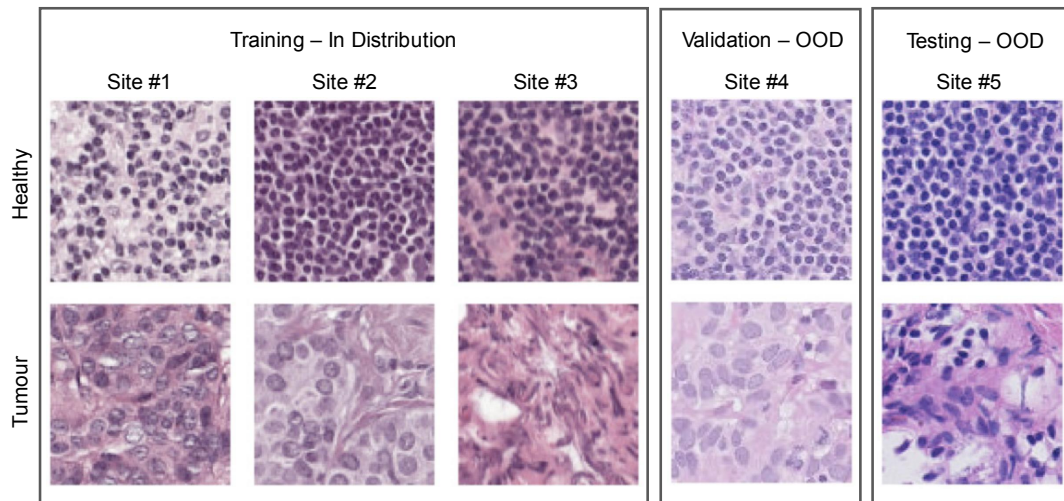 Training – In Distribution
Validation – OOD
Testing – OOD
Site #1
Site #2
Site #3
Site #4
Site #5
Healthy
Tumour